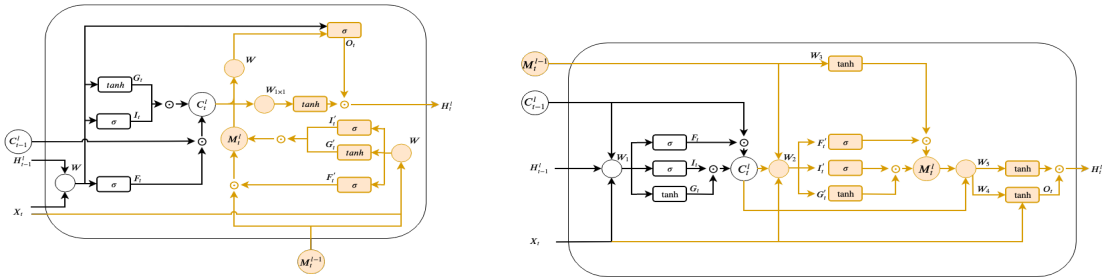 σ
O_t
W
G_t
tanh
W_{1×1}
tanh
C_t^l
H_t^l
I_t
σ
I_t'
σ
M_t^l
W
C_{t-1}^l
G_t'
tanh
H_{t-1}^l
W
F_t
σ
F_t'
σ
X_t
M_t^{l-1}
M_t^{l-1}
W_3
tanh
C_{t-1}^l
F_t
σ
F_t'
σ
W_1
I_t
σ
W_2
I_t'
σ
H_{t-1}^l
C_t^l
M_t^l
W_5
tanh
H_t^l
G_t
tanh
G_t'
tanh
W_4
tanh
O_t
X_t